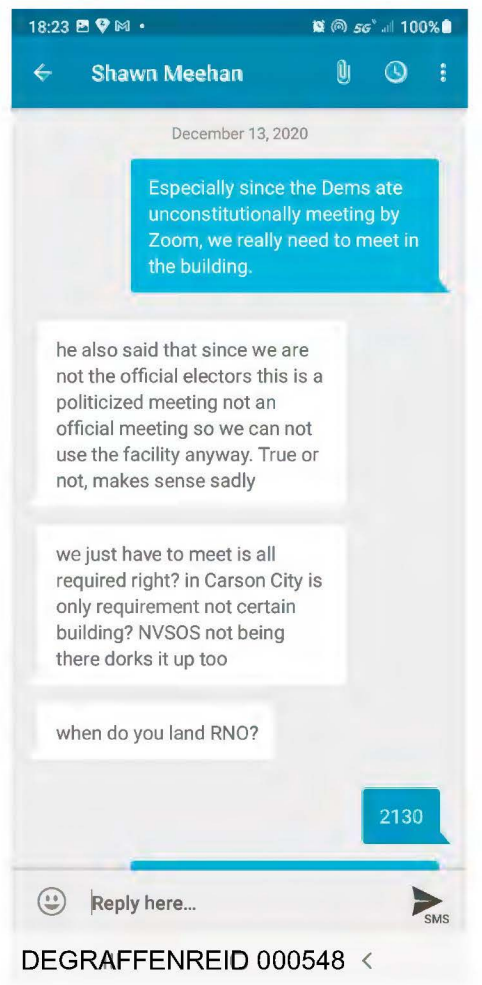 18:23 5G 100%
Shawn Meehan
December 13, 2020
Especially since the Dems ate
unconstitutionally meeting by
Zoom, we really need to meet in
the building.
he also said that since we are
not the official electors this is a
politicized meeting not an
official meeting so we can not
use the facility anyway. True or
not, makes sense sadly
we just have to meet is all
required right? in Carson City is
only requirement not certain
building? NVSOS not being
there dorks it up too
when do you land RNO?
2130
Reply here...
SMS
DEGRAFFENREID 000548